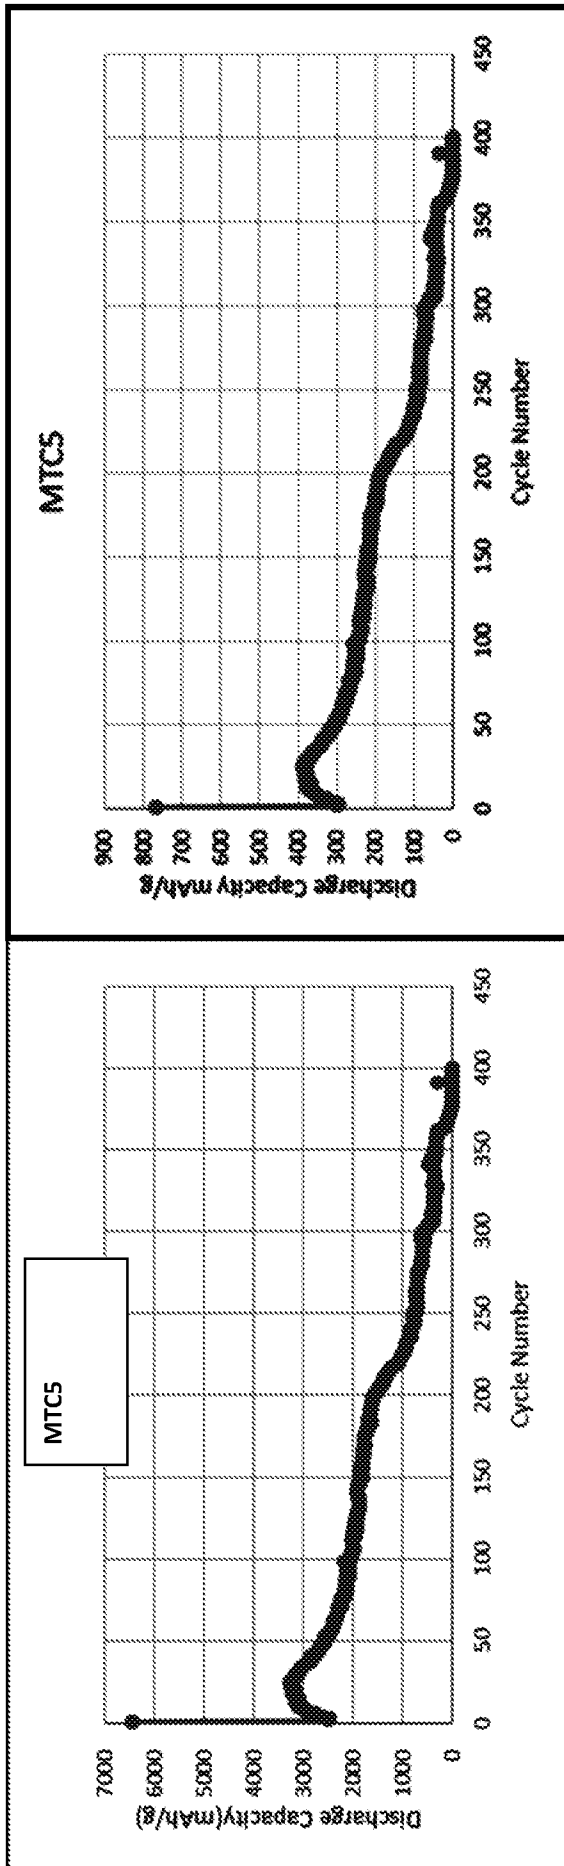 MTC5
Discharge Capacity(mAh/g)
7000
6000
5000
4000
3000
2000
1000
0
0 50 100 150 200 250 300 350 400 450
Cycle Number
MTC5
Discharge Capacity mAh/g
900
800
700
600
500
400
300
200
100
0
0 50 100 150 200 250 300 350 400 450
Cycle Number